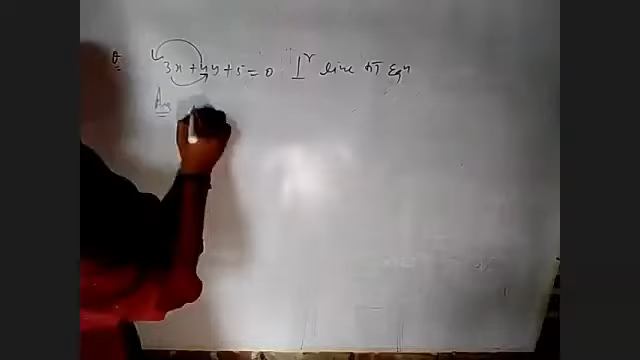 Q 3x+4y+5=0 ⊥r line का Eqn
Ans